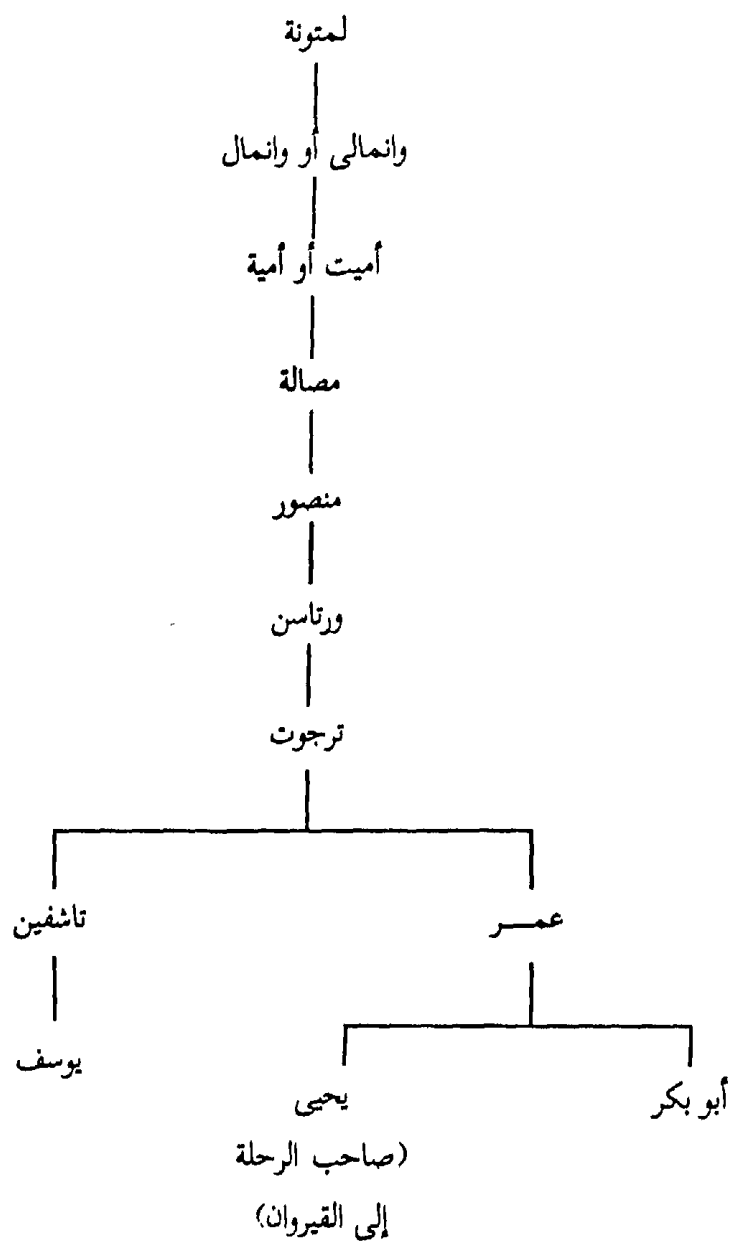 لمتونة
وانمالى أو وانمال
أميت أو أمية
مصالة
منصور
ورتاسن
ترجوت
عمـــر
تاشفين
أبو بكر
يحيى
(صاحب الرحلة
إلى القيروان)
يوسف